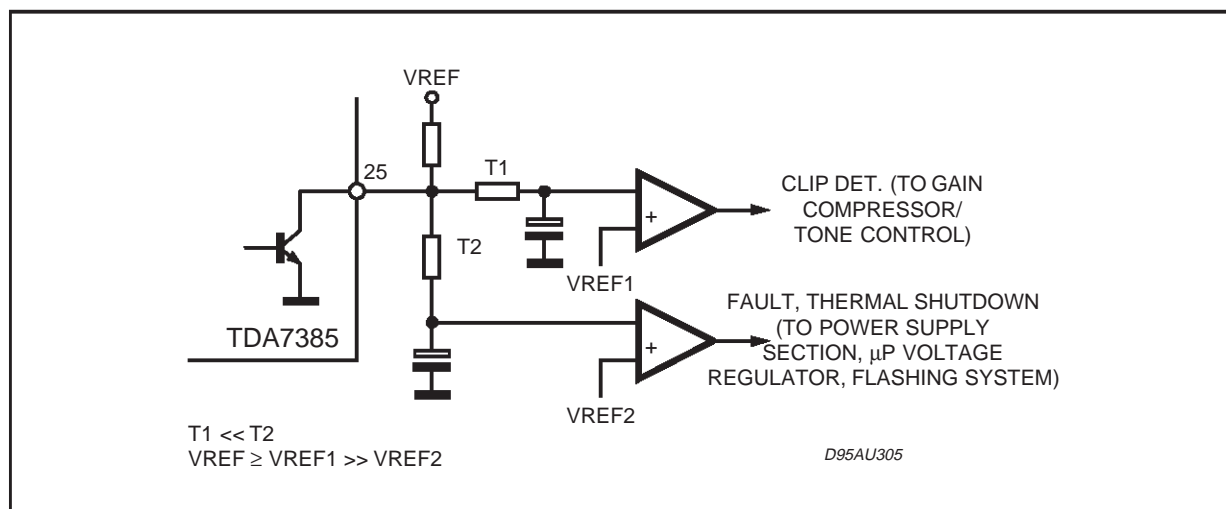 VREF
25
T1
T2
+
VREF1
CLIP DET. (TO GAIN
COMPRESSOR/
TONE CONTROL)
TDA7385
+
VREF2
FAULT, THERMAL SHUTDOWN
(TO POWER SUPPLY
SECTION, µP VOLTAGE
REGULATOR, FLASHING SYSTEM)
T1 << T2
VREF ≥ VREF1 >> VREF2
D95AU305